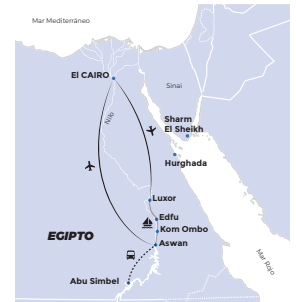 Mar Mediterráneo
El CAIRO
Sinai
Nilo
Sharm
El Sheikh
Hurghada
Luxor
Edfu
Kom Ombo
EGIPTO
Aswan
Mar Rojo
Abu Simbel